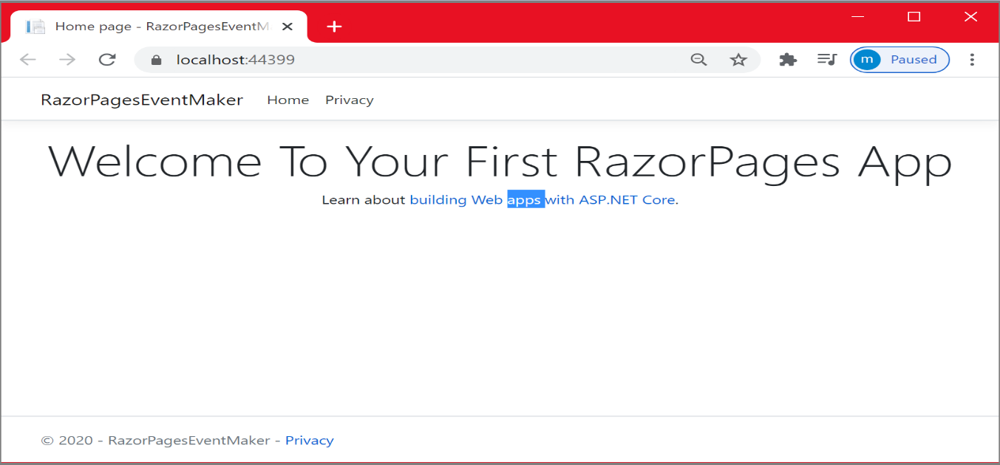 Home page - RazorPagesEventM
localhost:44399
m Paused
RazorPagesEventMaker Home Privacy
Welcome To Your First RazorPages App
Learn about building Web apps with ASP.NET Core.
© 2020 - RazorPagesEventMaker - Privacy